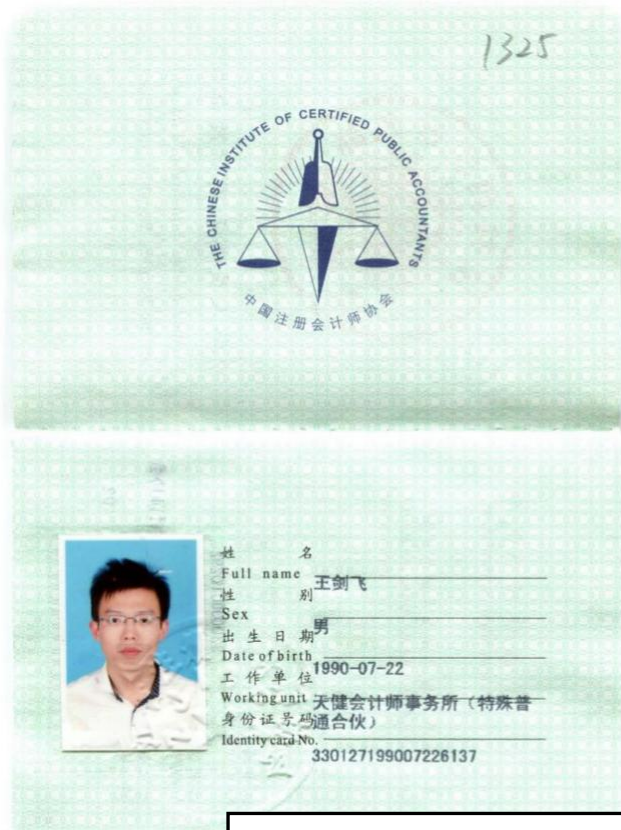 1325
THE CHINESE INSTITUTE OF CERTIFIED PUBLIC ACCOUNTANTS
中国注册会计师协会
姓 名
Full name 王剑飞
性 别
Sex 男
出生日期
Date of birth 1990-07-22
工作单位
Working unit 天健会计师事务所（特殊普
通合伙）
身份证号码
Identity card No. 330127199007226137